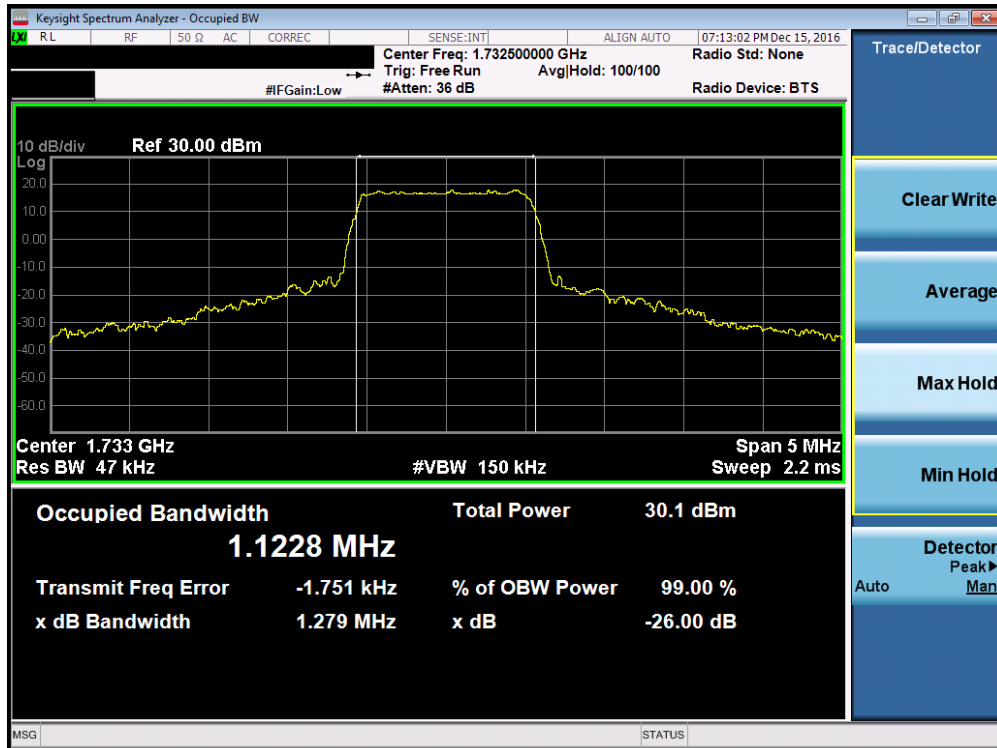 Keysight Spectrum Analyzer - Occupied BW
LXI RL RF 50 Ω AC CORREC SENSE:INT ALIGN AUTO 07:13:02 PM Dec 15, 2016
Center Freq: 1.732500000 GHz Radio Std: None
Trig: Free Run Avg|Hold: 100/100
#IFGain:Low #Atten: 36 dB Radio Device: BTS
Trace/Detector
10 dB/div Ref 30.00 dBm
Log
20.0
10.0
0.00
-10.0
-20.0
-30.0
-40.0
-50.0
-60.0
Center 1.733 GHz Span 5 MHz
Res BW 47 kHz #VBW 150 kHz Sweep 2.2 ms
Occupied Bandwidth Total Power 30.1 dBm
1.1228 MHz
Transmit Freq Error -1.751 kHz % of OBW Power 99.00 %
x dB Bandwidth 1.279 MHz x dB -26.00 dB
Clear Write
Average
Max Hold
Min Hold
Detector
Peak▶
Auto Man
MSG STATUS